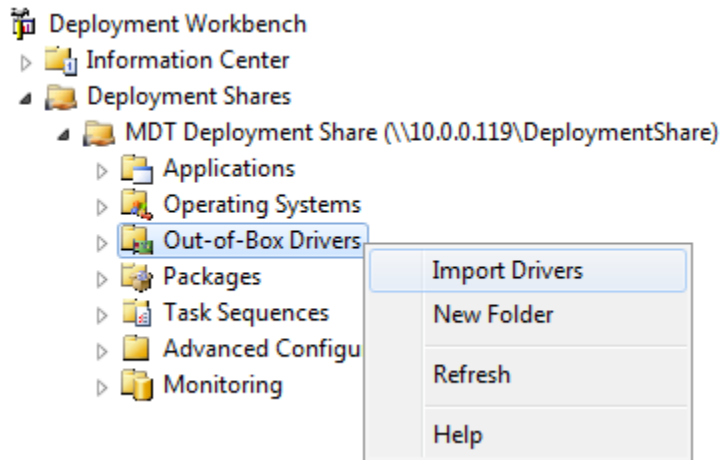 Deployment Workbench
Information Center
Deployment Shares
MDT Deployment Share (\\10.0.0.119\DeploymentShare)
Applications
Operating Systems
Out-of-Box Drivers
Import Drivers
Packages
New Folder
Task Sequences
Advanced Configu
Refresh
Monitoring
Help